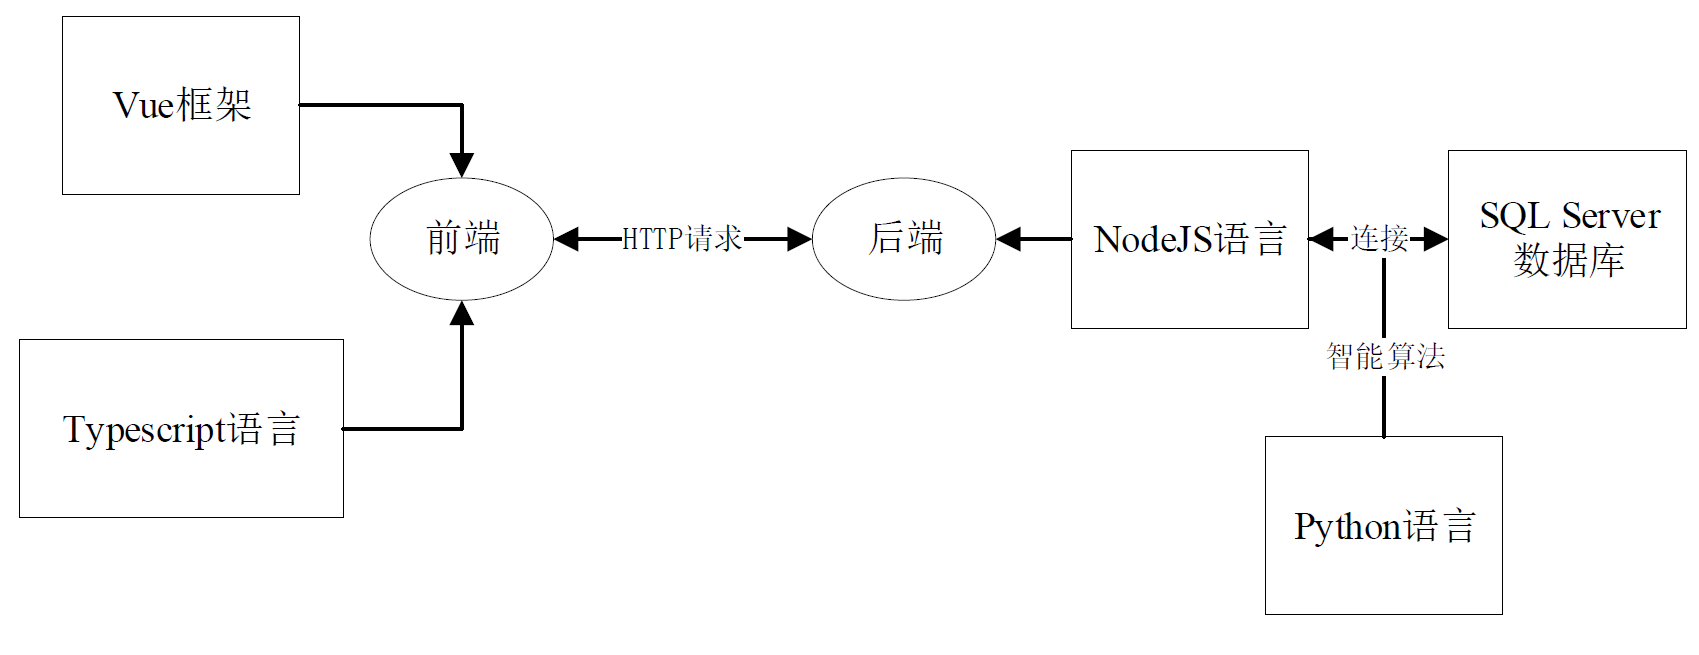 Vue框架
前端
HTTP请求
后端
NodeJS语言
连接
SQL Server
数据库
智能算法
Typescript语言
Python语言